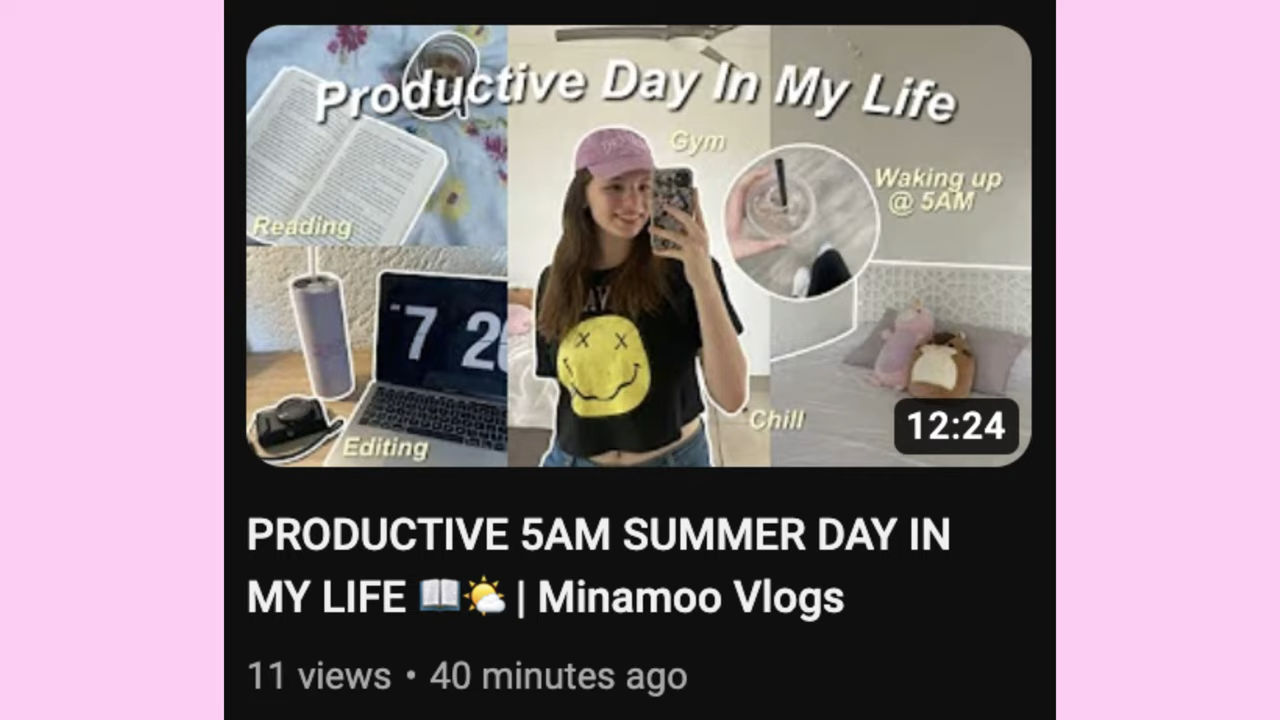 Productive Day In My Life
Gym
Waking up
@ 5AM
Reading
7 20
Editing
Chill
12:24
PRODUCTIVE 5AM SUMMER DAY IN
MY LIFE 📖🌤️ | Minamoo Vlogs
11 views • 40 minutes ago